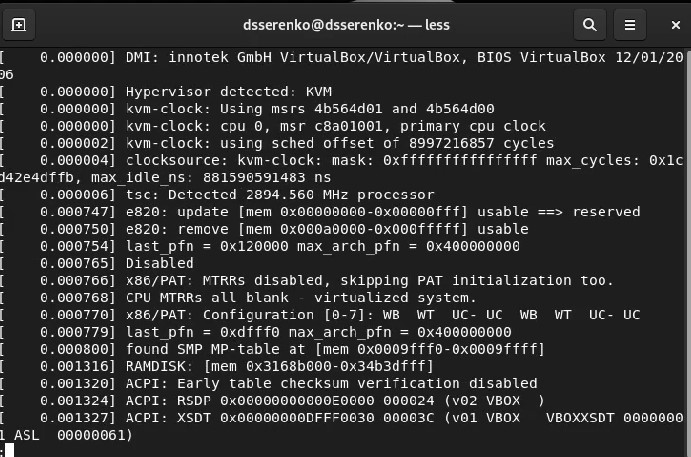 dsserenko@dsserenko:~ — less
[    0.000000] DMI: innotek GmbH VirtualBox/VirtualBox, BIOS VirtualBox 12/01/20
06
[    0.000000] Hypervisor detected: KVM
[    0.000000] kvm-clock: Using msrs 4b564d01 and 4b564d00
[    0.000000] kvm-clock: cpu 0, msr c8a01001, primary cpu clock
[    0.000002] kvm-clock: using sched offset of 8997216857 cycles
[    0.000004] clocksource: kvm-clock: mask: 0xffffffffffffffff max_cycles: 0x1c
d42e4dffb, max_idle_ns: 881590591483 ns
[    0.000006] tsc: Detected 2894.560 MHz processor
[    0.000747] e820: update [mem 0x00000000-0x00000fff] usable ==> reserved
[    0.000750] e820: remove [mem 0x000a0000-0x000fffff] usable
[    0.000754] last_pfn = 0x120000 max_arch_pfn = 0x400000000
[    0.000765] Disabled
[    0.000766] x86/PAT: MTRRs disabled, skipping PAT initialization too.
[    0.000768] CPU MTRRs all blank - virtualized system.
[    0.000770] x86/PAT: Configuration [0-7]: WB  WT  UC- UC  WB  WT  UC- UC
[    0.000779] last_pfn = 0xdfff0 max_arch_pfn = 0x400000000
[    0.000800] found SMP MP-table at [mem 0x0009fff0-0x0009ffff]
[    0.001316] RAMDISK: [mem 0x3168b000-0x34b3dfff]
[    0.001320] ACPI: Early table checksum verification disabled
[    0.001324] ACPI: RSDP 0x00000000000E0000 000024 (v02 VBOX  )
[    0.001327] ACPI: XSDT 0x00000000DFFF0030 00003C (v01 VBOX   VBOXXSDT 0000000
1 ASL  00000061)
: